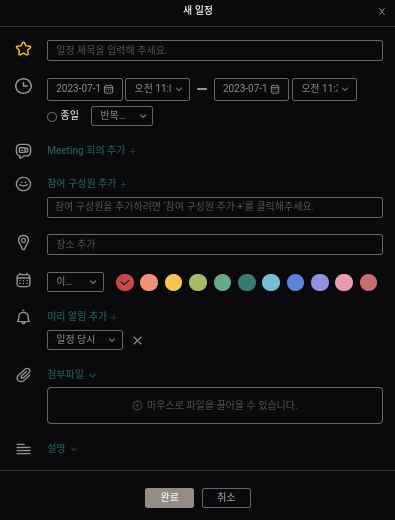 새 일정
X
일정 제목을 입력해 주세요.
2023-07-1 오전 11: — 2023-07-1 오전 11:
종일 반복...
Meeting 회의 추가 +
참여 구성원 추가 +
참여 구성원을 추가하려면 '참여 구성원 추가 +'를 클릭해주세요.
장소 추가
이...
미리 알림 추가 +
일정 당시
첨부파일
마우스로 파일을 끌어올 수 있습니다.
설명
완료 취소